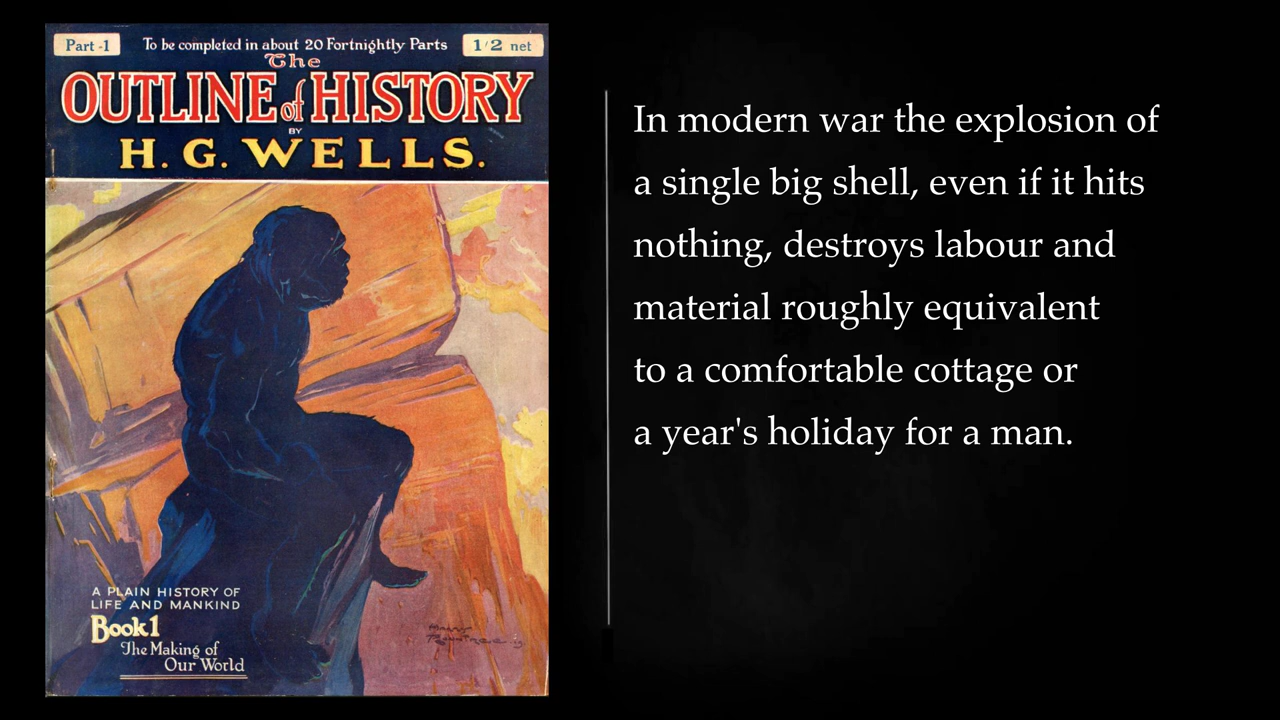 Part -1
To be completed in about 20 Fortnightly Parts
1/2 net
The
OUTLINE of HISTORY
BY
H. G. WELLS.
In modern war the explosion of
a single big shell, even if it hits
nothing, destroys labour and
material roughly equivalent
to a comfortable cottage or
a year's holiday for a man.
A PLAIN HISTORY OF
LIFE AND MANKIND
Book 1
The Making of
Our World